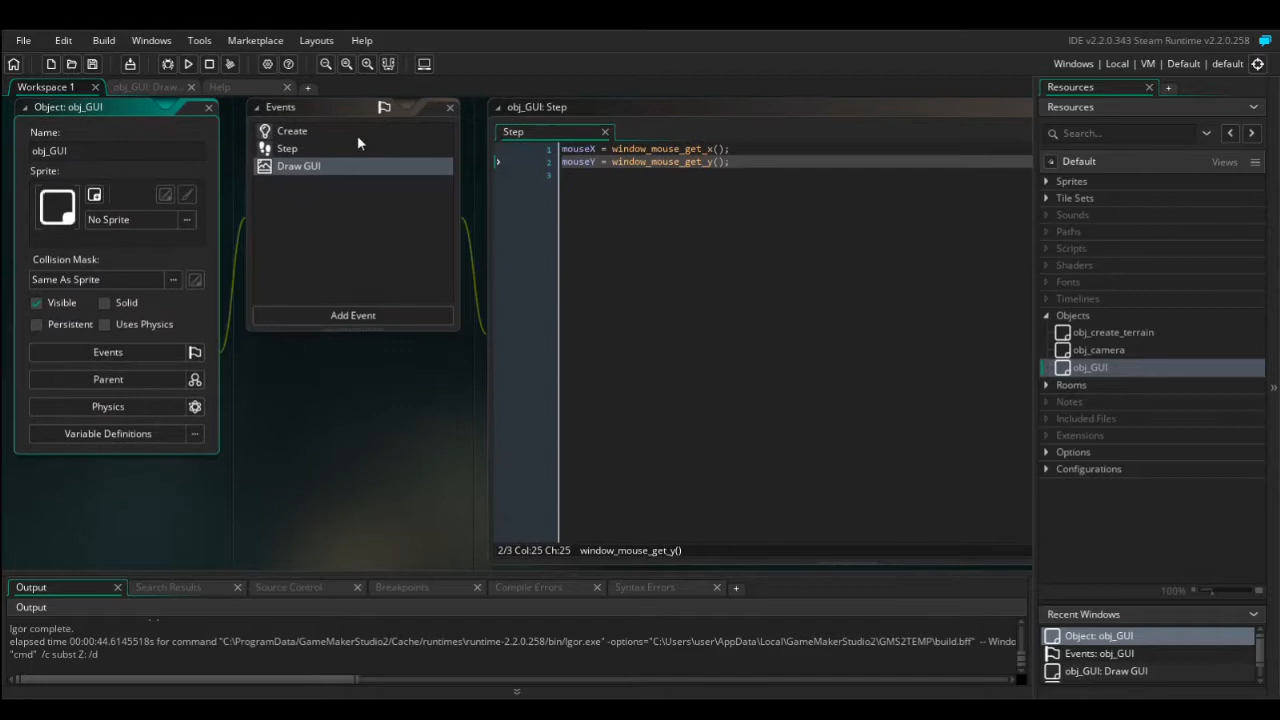 File Edit Build Windows Tools Marketplace Layouts Help
IDE v2.2.0.343 Steam Runtime v2.2.0.258
Windows | Local | VM | Default | default
Workspace 1
obj_GUI: Draw...
Help
Object: obj_GUI
Name:
obj_GUI
Sprite:
No Sprite
Collision Mask:
Same As Sprite
Visible
Solid
Persistent
Uses Physics
Events
Parent
Physics
Variable Definitions
Events
Create
Step
Draw GUI
Add Event
obj_GUI: Step
Step
1 mouseX = window_mouse_get_x();
2 mouseY = window_mouse_get_y();
3
2/3 Col:25 Ch:25 window_mouse_get_y()
Resources
Resources
Search...
Default
Views
Sprites
Tile Sets
Sounds
Paths
Scripts
Shaders
Fonts
Timelines
Objects
obj_create_terrain
obj_camera
obj_GUI
Rooms
Notes
Included Files
Extensions
Options
Configurations
100%
Recent Windows
Object: obj_GUI
Events: obj_GUI
obj_GUI: Draw GUI
Output
Search Results
Source Control
Breakpoints
Compile Errors
Syntax Errors
Output
Igor complete.
elapsed time 00:00:44.6145518s for command "C:\ProgramData/GameMakerStudio2/Cache/runtimes\runtime-2.2.0.258/bin/Igor.exe" -options="C:\Users\user\AppData\Local\GameMakerStudio2\GMS2TEMP\build.bff" -- Windo
"cmd" /c subst Z: /d